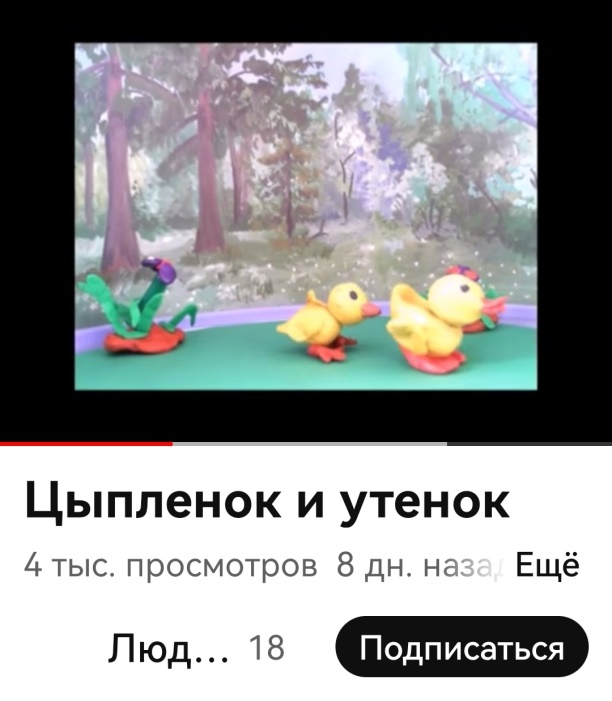 Цыпленок и утенок
4 тыс. просмотров 8 дн. наза Ещё
Люд... 18 Подписаться